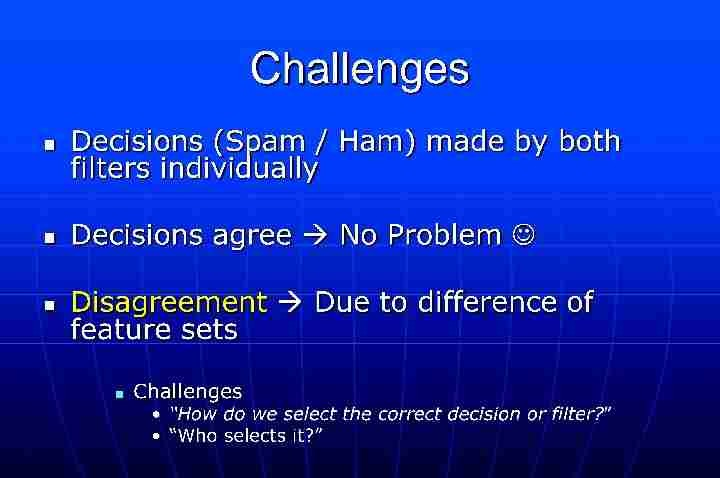 Challenges
Decisions (Spam / Ham) made by both
filters individually
Decisions agree → No Problem ☺
Disagreement → Due to difference of
feature sets
Challenges
• "How do we select the correct decision or filter?"
• “Who selects it?”